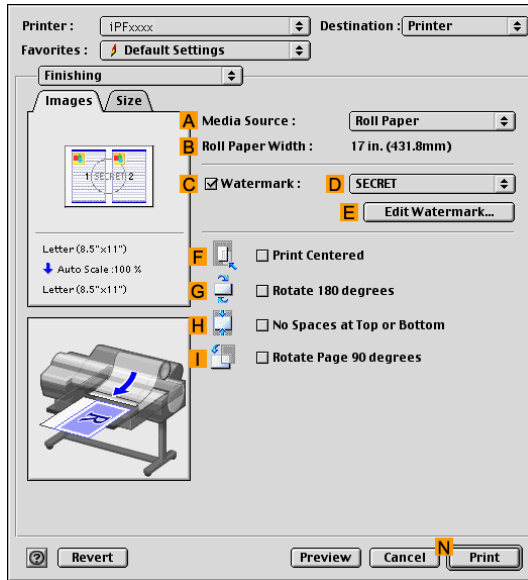 Printer : iPFxxxx Destination : Printer
Favorites : Default Settings
Finishing
Images Size
A Media Source : Roll Paper
B Roll Paper Width : 17 in. (431.8mm)
1 SECRET 2
C Watermark : D SECRET
E Edit Watermark...
Letter (8.5"x11")
Auto Scale :100 %
Letter (8.5"x11")
F Print Centered
G Rotate 180 degrees
H No Spaces at Top or Bottom
I Rotate Page 90 degrees
R
? Revert Preview Cancel N Print